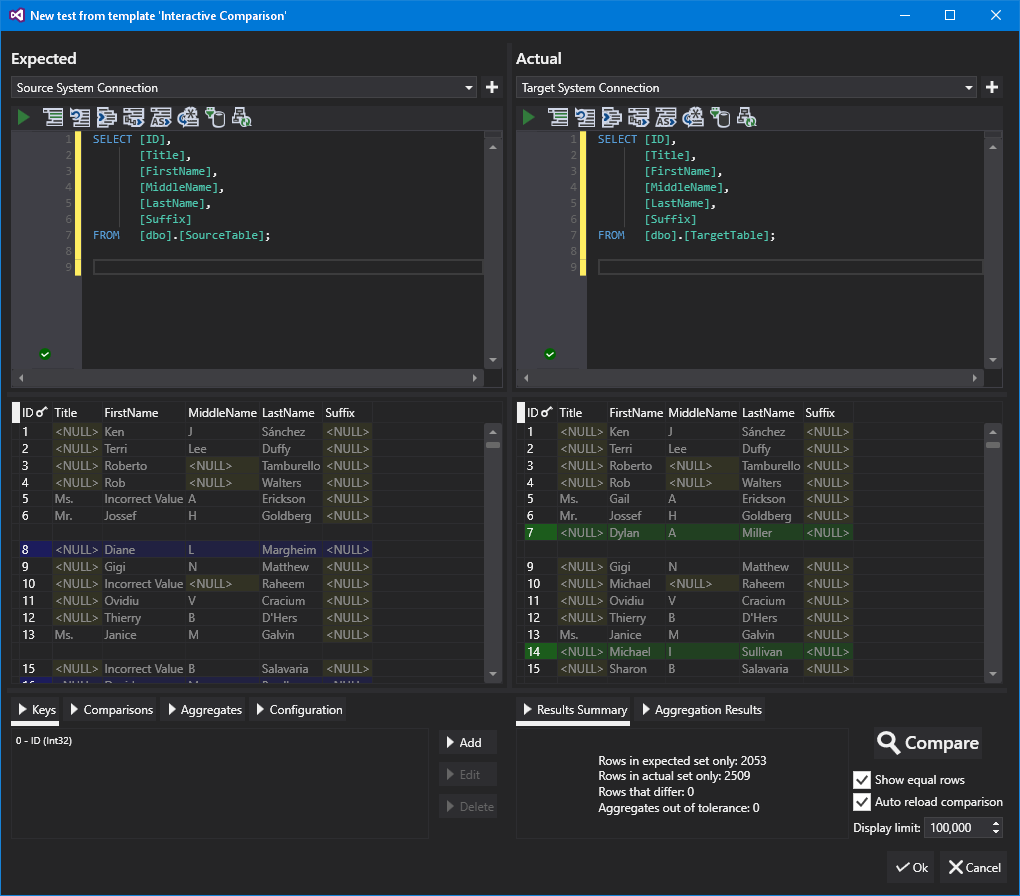 New test from template 'Interactive Comparison'
Expected
Source System Connection
1 SELECT [ID],
2 [Title],
3 [FirstName],
4 [MiddleName],
5 [LastName],
6 [Suffix]
7 FROM [dbo].[SourceTable];
8
9
Actual
Target System Connection
1 SELECT [ID],
2 [Title],
3 [FirstName],
4 [MiddleName],
5 [LastName],
6 [Suffix]
7 FROM [dbo].[TargetTable];
8
9
ID Title FirstName MiddleName LastName Suffix
1 <NULL> Ken J Sánchez <NULL>
2 <NULL> Terri Lee Duffy <NULL>
3 <NULL> Roberto <NULL> Tamburello <NULL>
4 <NULL> Rob <NULL> Walters <NULL>
5 Ms. Incorrect Value A Erickson <NULL>
6 Mr. Jossef H Goldberg <NULL>
8 <NULL> Diane L Margheim <NULL>
9 <NULL> Gigi N Matthew <NULL>
10 <NULL> Incorrect Value <NULL> Raheem <NULL>
11 <NULL> Ovidiu V Cracium <NULL>
12 <NULL> Thierry B D'Hers <NULL>
13 Ms. Janice M Galvin <NULL>
15 <NULL> Incorrect Value B Salavaria <NULL>
ID Title FirstName MiddleName LastName Suffix
1 <NULL> Ken J Sánchez <NULL>
2 <NULL> Terri Lee Duffy <NULL>
3 <NULL> Roberto <NULL> Tamburello <NULL>
4 <NULL> Rob <NULL> Walters <NULL>
5 Ms. Gail A Erickson <NULL>
6 Mr. Jossef H Goldberg <NULL>
7 <NULL> Dylan A Miller <NULL>
9 <NULL> Gigi N Matthew <NULL>
10 <NULL> Michael <NULL> Raheem <NULL>
11 <NULL> Ovidiu V Cracium <NULL>
12 <NULL> Thierry B D'Hers <NULL>
13 Ms. Janice M Galvin <NULL>
14 <NULL> Michael I Sullivan <NULL>
15 <NULL> Sharon B Salavaria <NULL>
Keys Comparisons Aggregates Configuration
0 - ID (Int32)
Add
Edit
Delete
Results Summary Aggregation Results
Rows in expected set only: 2053
Rows in actual set only: 2509
Rows that differ: 0
Aggregates out of tolerance: 0
Compare
Show equal rows
Auto reload comparison
Display limit: 100,000
Ok Cancel